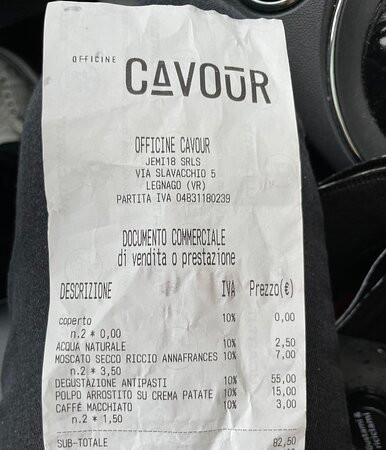 OFFICINE CAVOUR
OFFICINE CAVOUR
JEMI18 SRLS
VIA SLAVACCHIO 5
LEGNAGO (VR)
PARTITA IVA 04831180239
DOCUMENTO COMMERCIALE
di vendita o prestazione
DESCRIZIONE IVA Prezzo(€)
coperto 10% 0,00
n.2 * 0,00
ACQUA NATURALE 10% 2,50
MOSCATO SECCO RICCIO ANNAFRANCES 10% 7,00
n.2 * 3,50
DEGUSTAZIONE ANTIPASTI 10% 55,00
POLPO ARROSTITO SU CREMA PATATE 10% 15,00
CAFFÈ MACCHIATO 10% 3,00
n.2 * 1,50
SUB-TOTALE 82,50